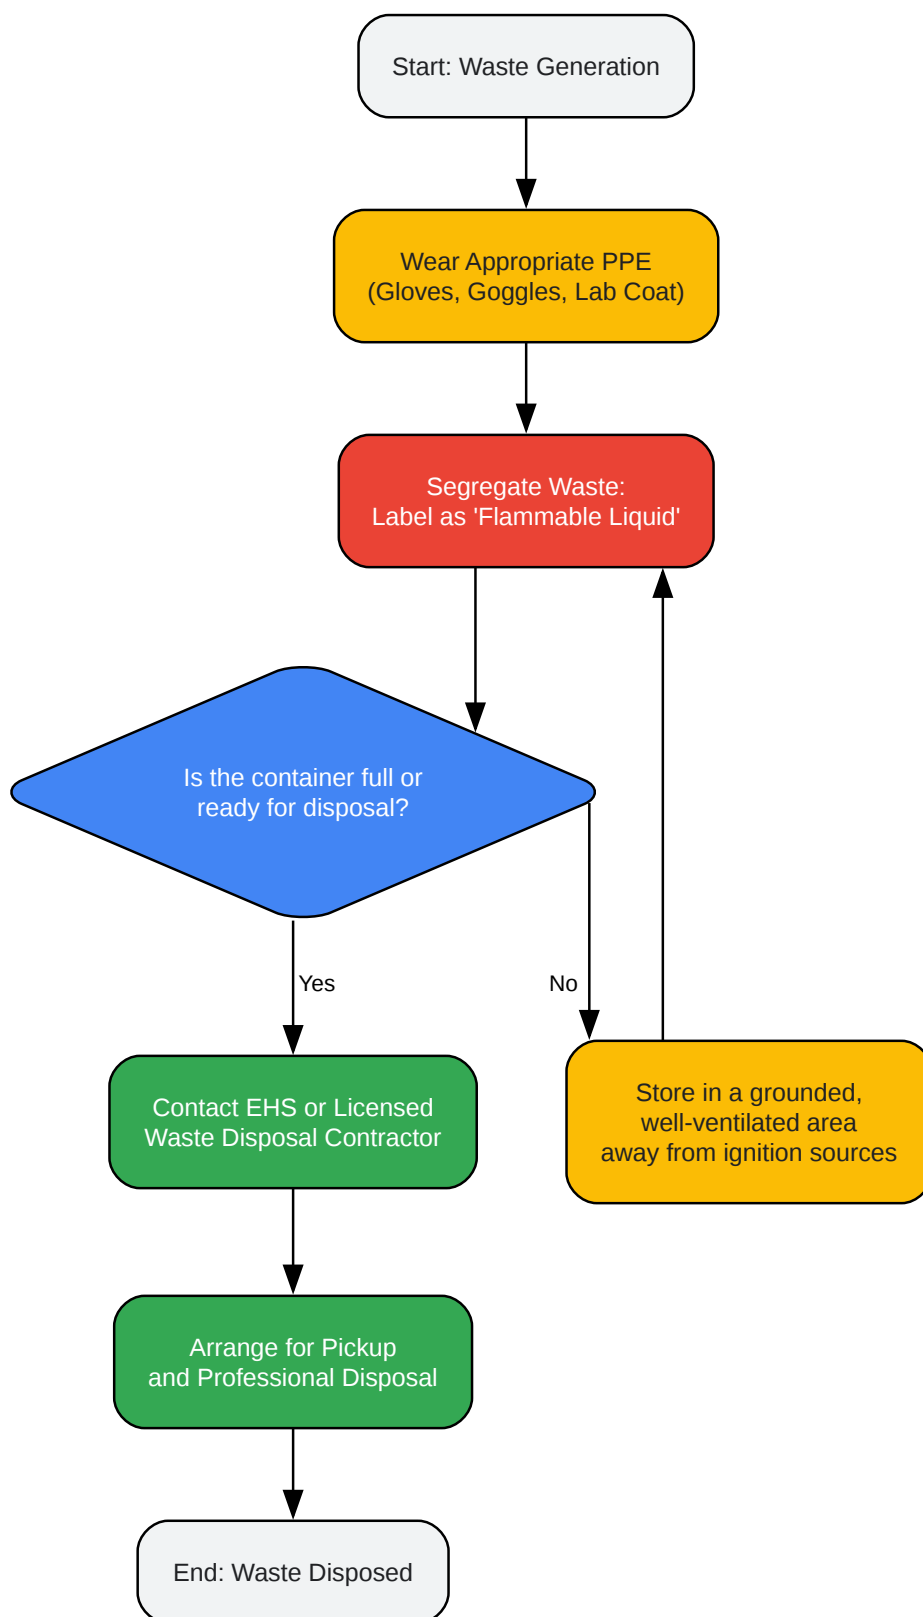 Start: Waste Generation
Wear Appropriate PPE
(Gloves, Goggles, Lab Coat)
Segregate Waste:
Label as 'Flammable Liquid'
Is the container full or
ready for disposal?
Yes
No
Contact EHS or Licensed
Waste Disposal Contractor
Store in a grounded,
well-ventilated area
away from ignition sources
Arrange for Pickup
and Professional Disposal
End: Waste Disposed